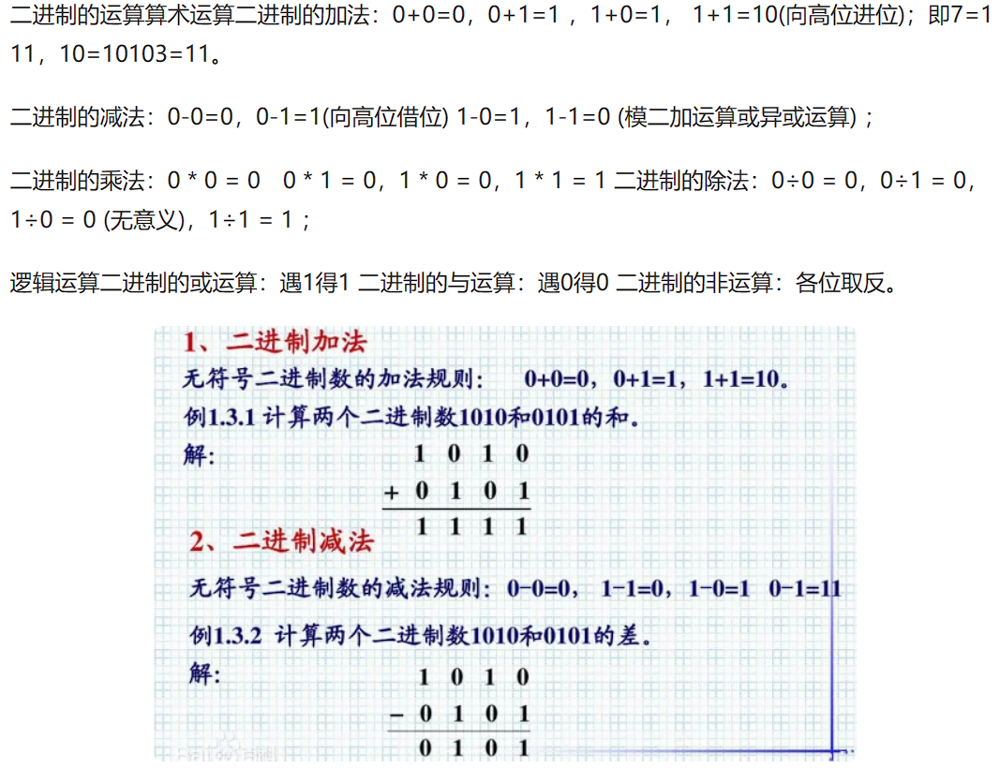 二进制的运算算术运算二进制的加法：0+0=0，0+1=1 ，1+0=1， 1+1=10(向高位进位)；即7=1
11，10=10103=11。
二进制的减法：0-0=0，0-1=1(向高位借位) 1-0=1，1-1=0 (模二加运算或异或运算) ；
二进制的乘法：0 * 0 = 0 0 * 1 = 0，1 * 0 = 0，1 * 1 = 1 二进制的除法：0÷0 = 0，0÷1 = 0，
1÷0 = 0 (无意义)，1÷1 = 1 ；
逻辑运算二进制的或运算：遇1得1 二进制的与运算：遇0得0 二进制的非运算：各位取反。
1、二进制加法
无符号二进制数的加法规则： 0+0=0，0+1=1，1+1=10。
例1.3.1 计算两个二进制数1010和0101的和。
解: 1 0 1 0
+ 0 1 0 1
1 1 1 1
2、二进制减法
无符号二进制数的减法规则：0-0=0， 1-1=0，1-0=1 0-1=11
例1.3.2 计算两个二进制数1010和0101的差。
解: 1 0 1 0
− 0 1 0 1
0 1 0 1